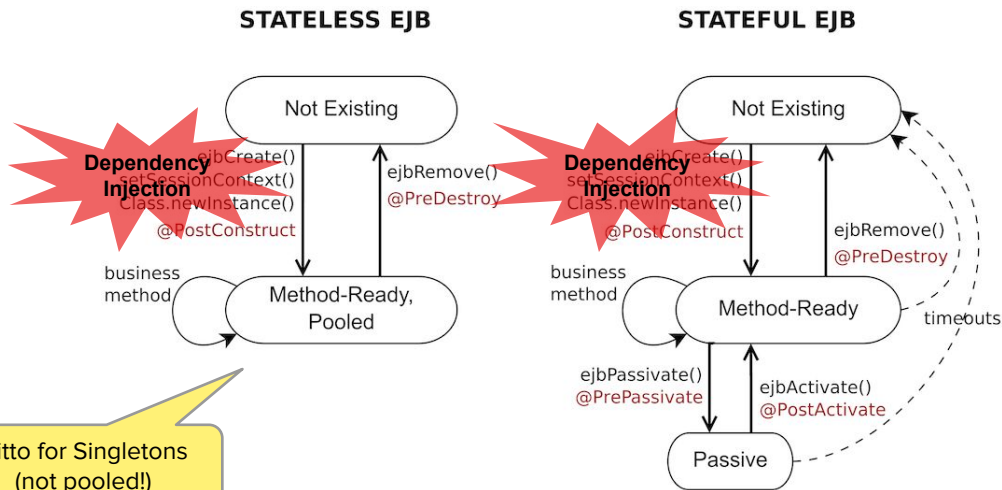 STATELESS EJB
Not Existing
Dependency
Injection
ejbCreate()
setSessionContext()
Class.newInstance()
@PostConstruct
ejbRemove()
@PreDestroy
business
method
Method-Ready,
Pooled
itto for Singletons
(not pooled!)
STATEFUL EJB
Not Existing
Dependency
Injection
ejbCreate()
setSessionContext()
Class.newInstance()
@PostConstruct
ejbRemove()
@PreDestroy
business
method
Method-Ready
timeouts
ejbPassivate()
@PrePassivate
ejbActivate()
@PostActivate
Passive